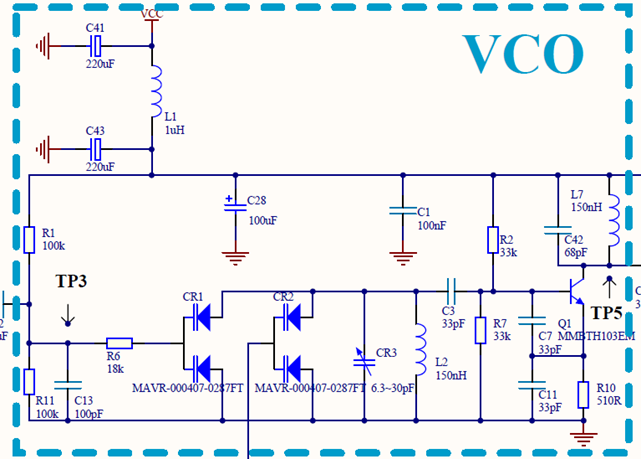 VCC
C41
220uF
VCO
L1
1uH
C43
220uF
C28
100uF
C1
100nF
R1
100k
R2
33k
L7
150nH
C42
68pF
TP3
TP5
CR1
CR2
C3
33pF
R7
33k
C7
33pF
Q1
MMBTH103EM
R6
18k
CR3
6.3~30pF
L2
150nH
MAVR-000407-0287FT
MAVR-000407-0287FT
R11
100k
C13
100pF
C11
33pF
R10
510R